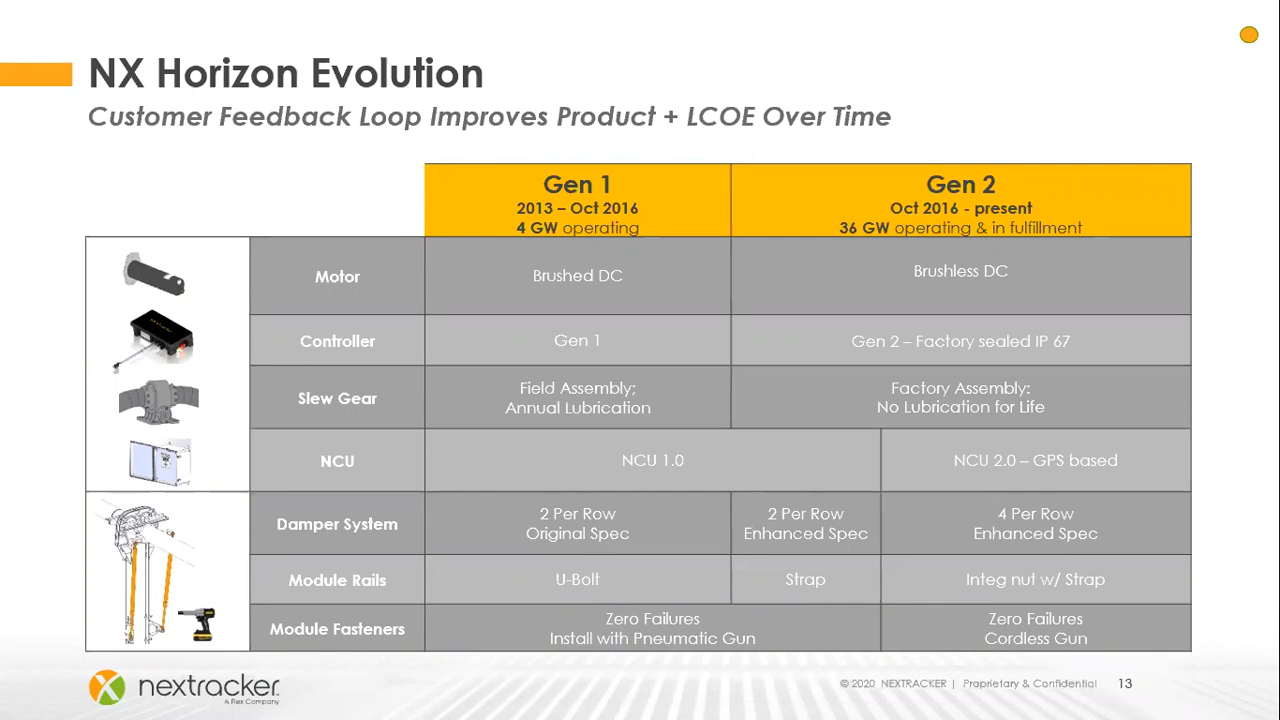 NX Horizon Evolution
Customer Feedback Loop Improves Product + LCOE Over Time
Gen 1
2013 – Oct 2016
4 GW operating
Gen 2
Oct 2016 - present
36 GW operating & in fulfillment
Motor
Brushed DC
Brushless DC
Controller
Gen 1
Gen 2 – Factory sealed IP 67
Slew Gear
Field Assembly;
Annual Lubrication
Factory Assembly:
No Lubrication for Life
NCU
NCU 1.0
NCU 2.0 – GPS based
Damper System
2 Per Row
Original Spec
2 Per Row
Enhanced Spec
4 Per Row
Enhanced Spec
Module Rails
U-Bolt
Strap
Integ nut w/ Strap
Module Fasteners
Zero Failures
Install with Pneumatic Gun
Zero Failures
Cordless Gun
nextracker
A Flex Company
© 2020 NEXTRACKER | Proprietary & Confidential
13